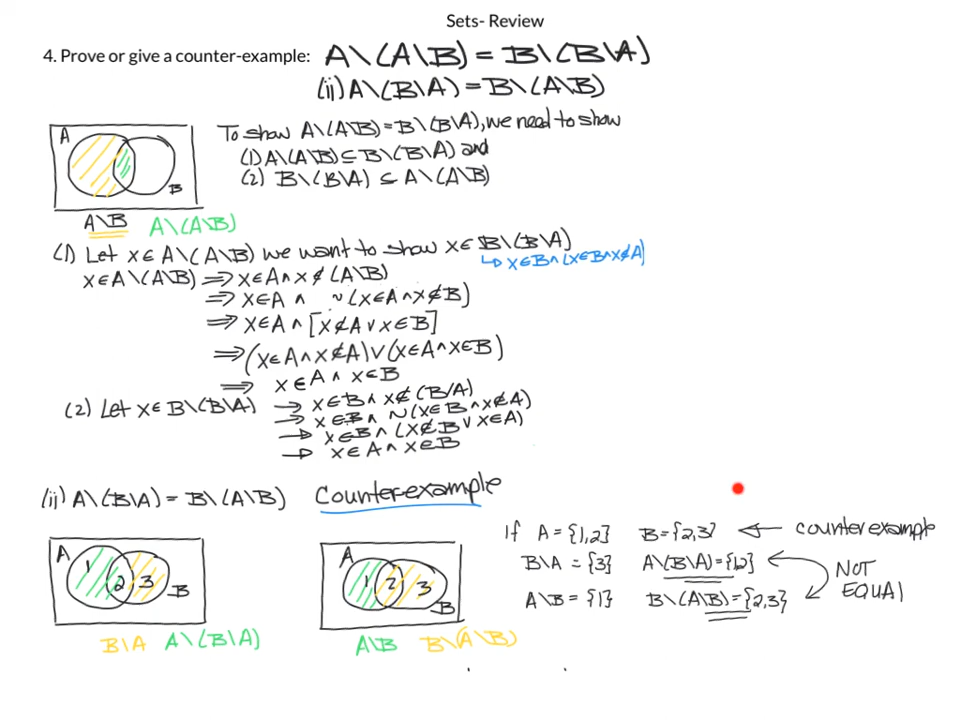 Sets- Review
4. Prove or give a counter-example: A\(A\B) = B\(B\A)
(ii) A\(B\A) = B\(A\B)
A
B
To show A\(A\B) = B\(B\A), we need to show
(1) A\(A\B) ⊆ B\(B\A) and
(2) B\(B\A) ⊆ A\(A\B)
A\B A\(A\B)
(1) Let x∈A\(A\B) we want to show x∈B\(B\A)
↳ x∈B∧(x∈B∧x∉A)
x∈A\(A\B) ⇒ x∈A ∧ x∉(A\B)
⇒ x∈A ∧ ~(x∈A∧x∉B)
⇒ x∈A ∧ [x∉A ∨ x∈B]
⇒ (x∈A∧x∉A) ∨ (x∈A∧x∈B)
⇒ x∈A ∧ x∈B
(2) Let x∈B\(B\A) → x∈B ∧ x∉(B/A)
→ x∈B ∧ ~(x∈B∧x∉A)
→ x∈B ∧ (x∉B ∨ x∈A)
→ x∈A ∧ x∈B
(ii) A\(B\A) = B\(A\B) Counterexample
A 1 2 3 B
B\A A\(B\A)
A 1 2 3 B
A\B B\(A\B)
If A = {1,2} B = {2,3} ← counterexample
B\A = {3} A\(B\A) = {1,2}
NOT
EQUAL
A\B = {1} B\(A\B) = {2,3}